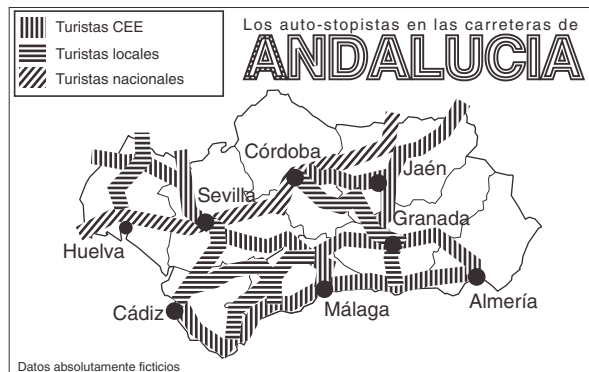 Turistas CEE
Turistas locales
Turistas nacionales
Los auto-stopistas en las carreteras de
ANDALUCIA
Córdoba
Jaén
Sevilla
Granada
Huelva
Cádiz
Málaga
Almería
Datos absolutamente ficticios